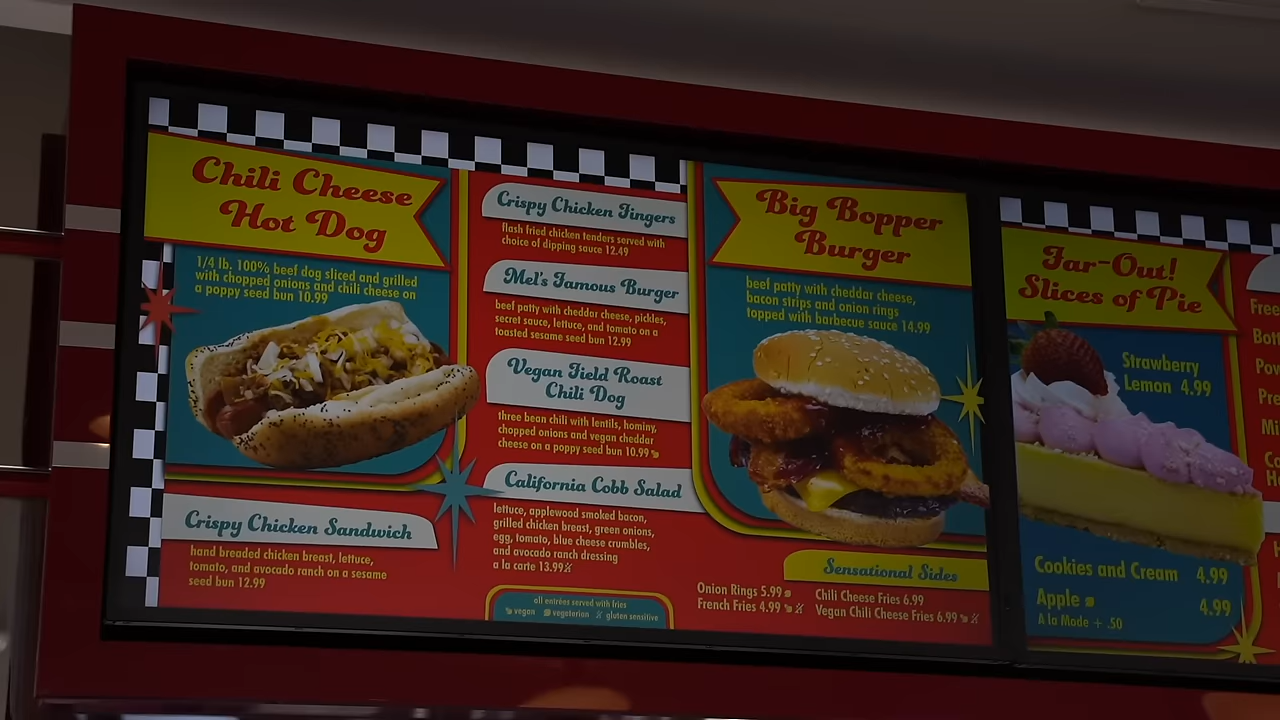 Chili Cheese
Hot Dog
1/4 lb. 100% beef dog sliced and grilled
with chopped onions and chili cheese on
a poppy seed bun 10.99
Crispy Chicken Sandwich
hand breaded chicken breast, lettuce,
tomato, and avocado ranch on a sesame
seed bun 12.99
Crispy Chicken Fingers
flash fried chicken tenders served with
choice of dipping sauce 12.49
Mel's Famous Burger
beef patty with cheddar cheese, pickles,
secret sauce, lettuce, and tomato on a
toasted sesame seed bun 12.99
Vegan Field Roast
Chili Dog
three bean chili with lentils, hominy,
chopped onions and vegan cheddar
cheese on a poppy seed bun 10.99
California Cobb Salad
lettuce, applewood smoked bacon,
grilled chicken breast, green onions,
egg, tomato, blue cheese crumbles,
and avocado ranch dressing
a la carte 13.99
all entrées served with fries
vegan vegetarian gluten sensitive
Big Bopper
Burger
beef patty with cheddar cheese,
bacon strips and onion rings
topped with barbecue sauce 14.99
Sensational Sides
Onion Rings 5.99
French Fries 4.99
Chili Cheese Fries 6.99
Vegan Chili Cheese Fries 6.99
Far-Out!
Slices of Pie
Strawberry
Lemon 4.99
Cookies and Cream 4.99
Apple 4.99
A la Mode + .50